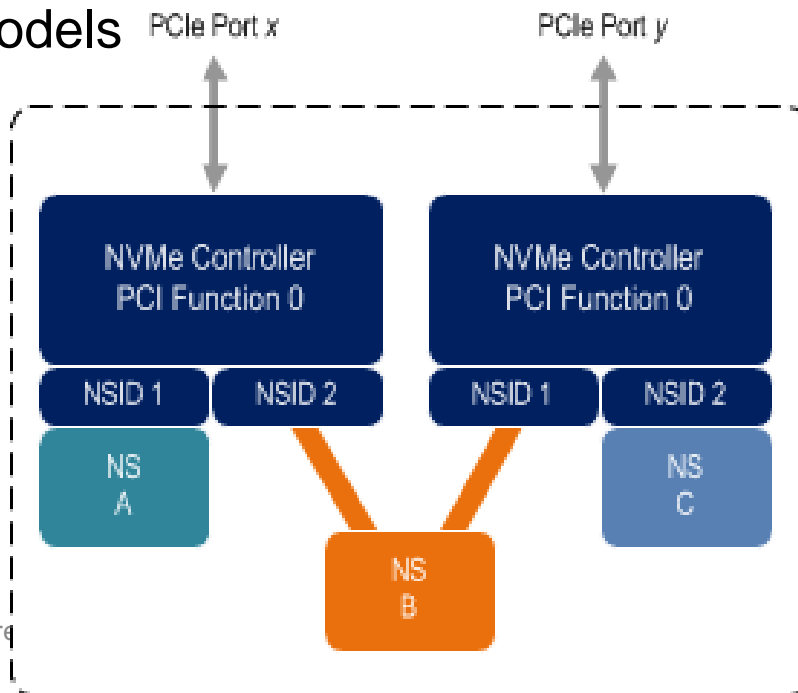 odels
PCIe Port x
PCIe Port y
NVMe Controller
PCI Function 0
NVMe Controller
PCI Function 0
NSID 1
NSID 2
NSID 1
NSID 2
NS
A
NS
C
NS
B